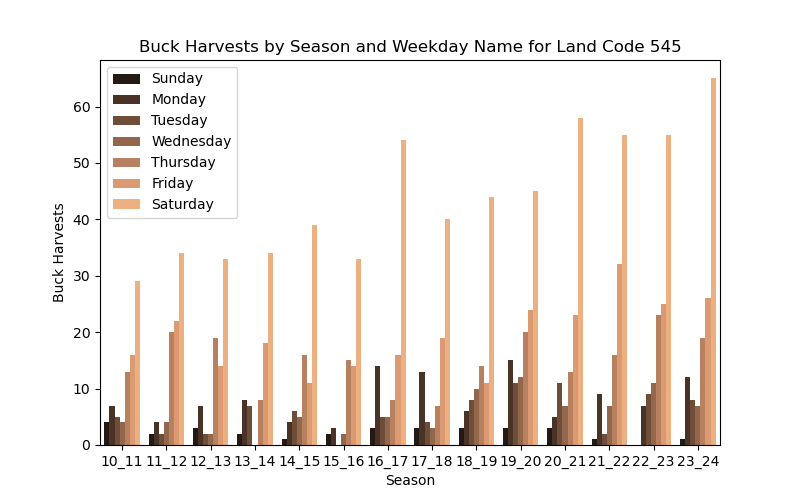 Buck Harvests by Season and Weekday Name for Land Code 545
Sunday
Monday
Tuesday
Wednesday
Thursday
Friday
Saturday
60
50
40
30
20
10
0
Buck Harvests
10_11 11_12 12_13 13_14 14_15 15_16 16_17 17_18 18_19 19_20 20_21 21_22 22_23 23_24
Season